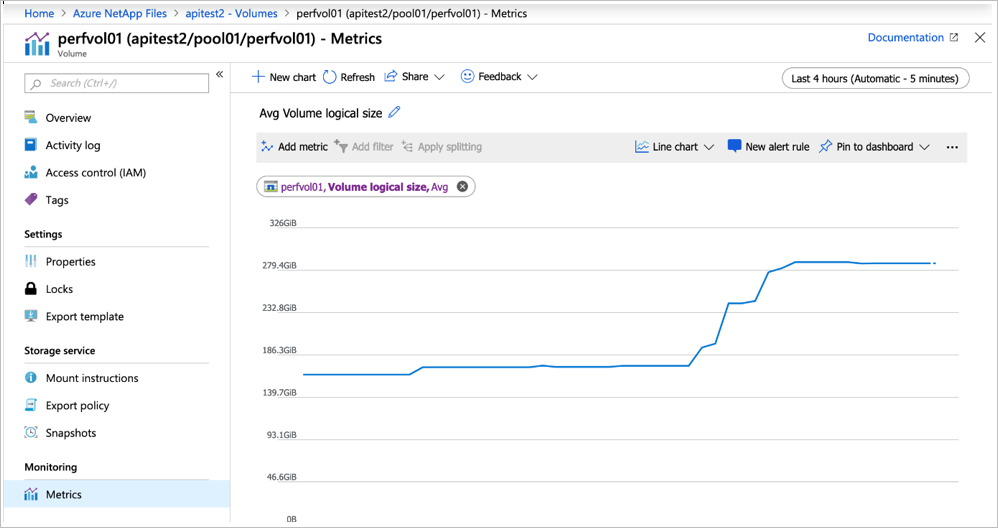 Home > Azure NetApp Files > apitest2 - Volumes > perfvol01 (apitest2/pool01/perfvol01) - Metrics
perfvol01 (apitest2/pool01/perfvol01) - Metrics
Volume
Documentation
Search (Ctrl+/)
Overview
Activity log
Access control (IAM)
Tags
Settings
Properties
Locks
Export template
Storage service
Mount instructions
Export policy
Snapshots
Monitoring
Metrics
New chart Refresh Share Feedback
Last 4 hours (Automatic - 5 minutes)
Avg Volume logical size
Add metric Add filter Apply splitting Line chart New alert rule Pin to dashboard ...
perfvol01, Volume logical size, Avg
326GiB
279.4GiB
232.8GiB
186.3GiB
139.7GiB
93.1GiB
46.6GiB
0B